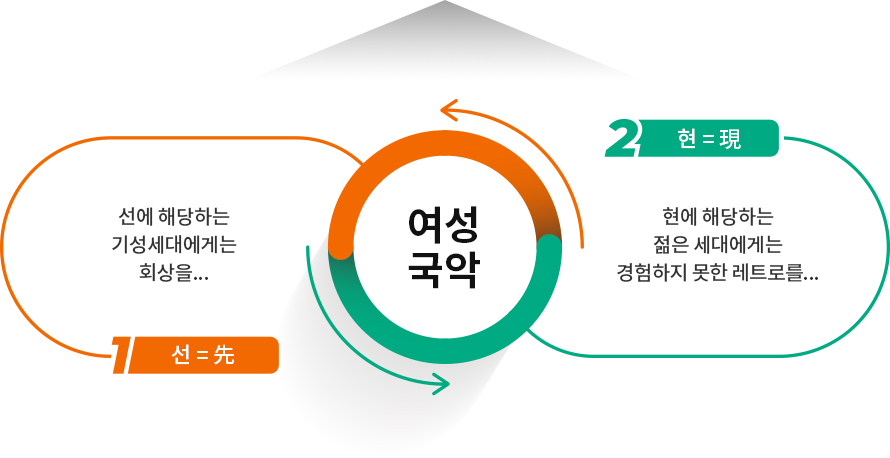 여성
국악
1 선 = 先
선에 해당하는
기성세대에게는
회상을...
2 현 = 現
현에 해당하는
젊은 세대에게는
경험하지 못한 레트로를...